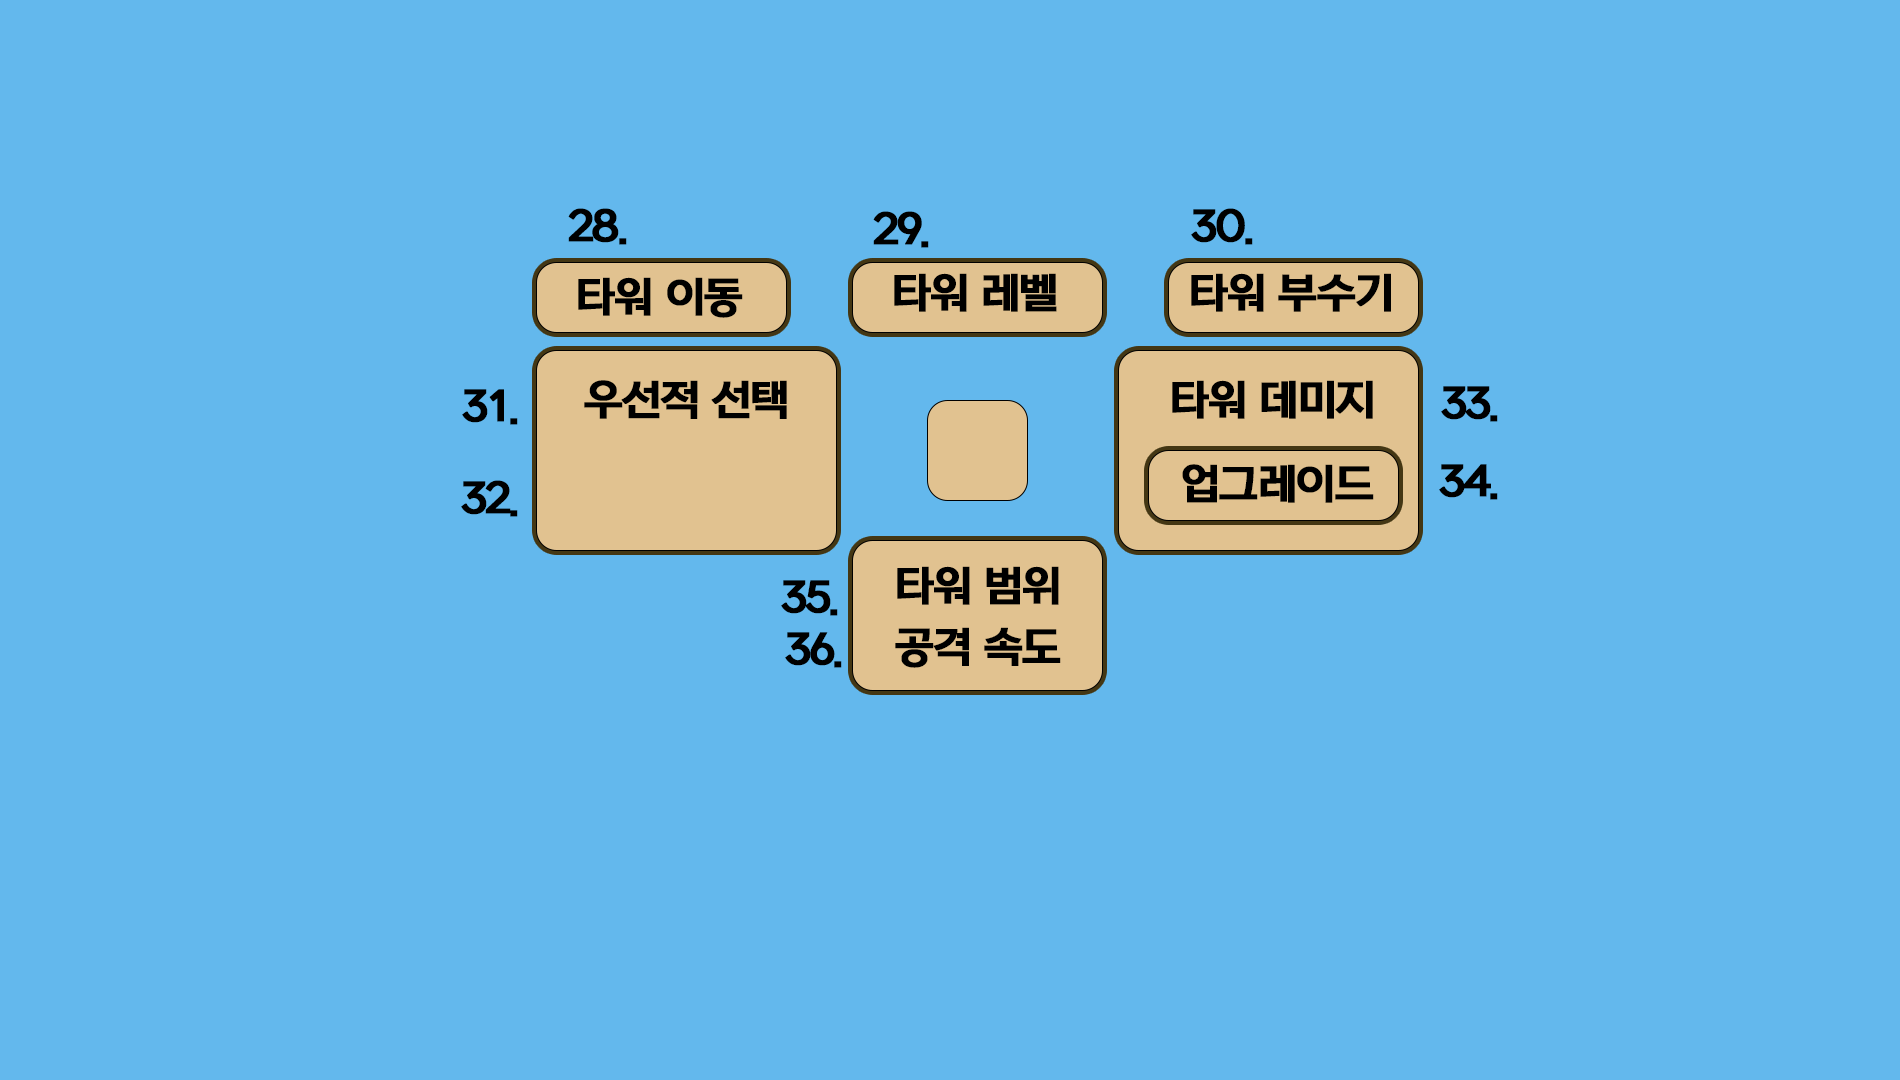 28.
29.
30.
타워 이동
타워 레벨
타워 부수기
31.
우선적 선택
타워 데미지
33.
32.
업그레이드
34.
35.
타워 범위
36.
공격 속도